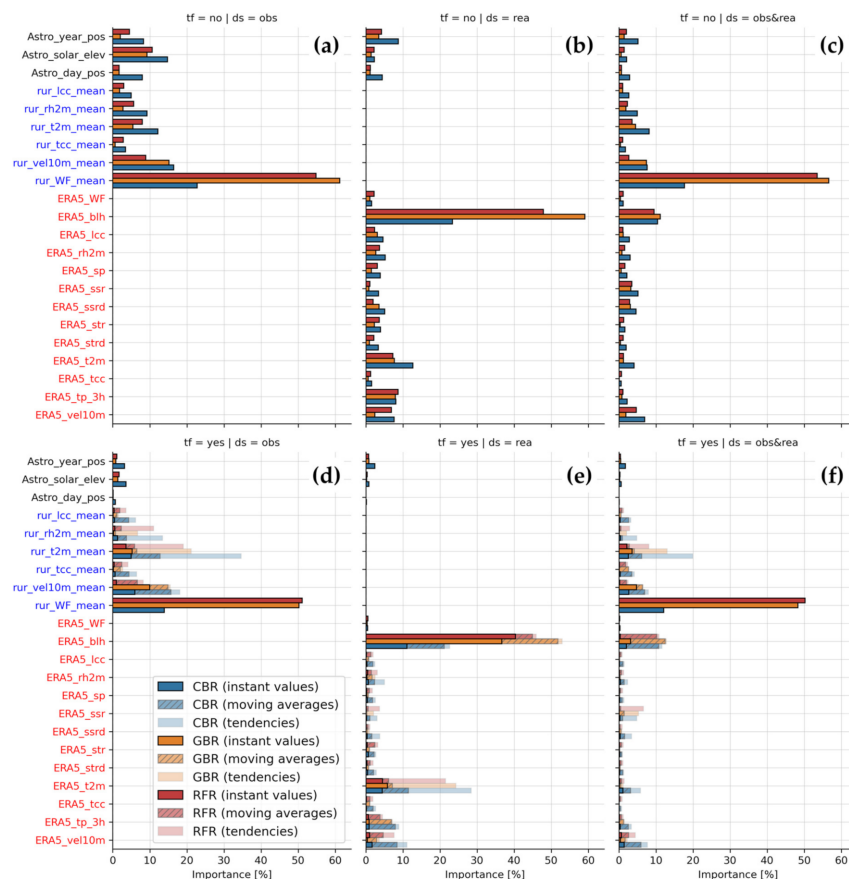 tf = no | ds = obs
tf = no | ds = rea
tf = no | ds = obs&rea
(a)
(b)
(c)
Astro_year_pos
Astro_solar_elev
Astro_day_pos
rur_lcc_mean
rur_rh2m_mean
rur_t2m_mean
rur_tcc_mean
rur_vel10m_mean
rur_WF_mean
ERA5_WF
ERA5_blh
ERA5_lcc
ERA5_rh2m
ERA5_sp
ERA5_ssr
ERA5_ssrd
ERA5_str
ERA5_strd
ERA5_t2m
ERA5_tcc
ERA5_tp_3h
ERA5_vel10m
tf = yes | ds = obs
tf = yes | ds = rea
tf = yes | ds = obs&rea
(d)
(e)
(f)
Astro_year_pos
Astro_solar_elev
Astro_day_pos
rur_lcc_mean
rur_rh2m_mean
rur_t2m_mean
rur_tcc_mean
rur_vel10m_mean
rur_WF_mean
ERA5_WF
ERA5_blh
ERA5_lcc
ERA5_rh2m
ERA5_sp
ERA5_ssr
ERA5_ssrd
ERA5_str
ERA5_strd
ERA5_t2m
ERA5_tcc
ERA5_tp_3h
ERA5_vel10m
CBR (instant values)
CBR (moving averages)
CBR (tendencies)
GBR (instant values)
GBR (moving averages)
GBR (tendencies)
RFR (instant values)
RFR (moving averages)
RFR (tendencies)
0 10 20 30 40 50 60
0 10 20 30 40 50 60
0 10 20 30 40 50 60
Importance [%]
Importance [%]
Importance [%]